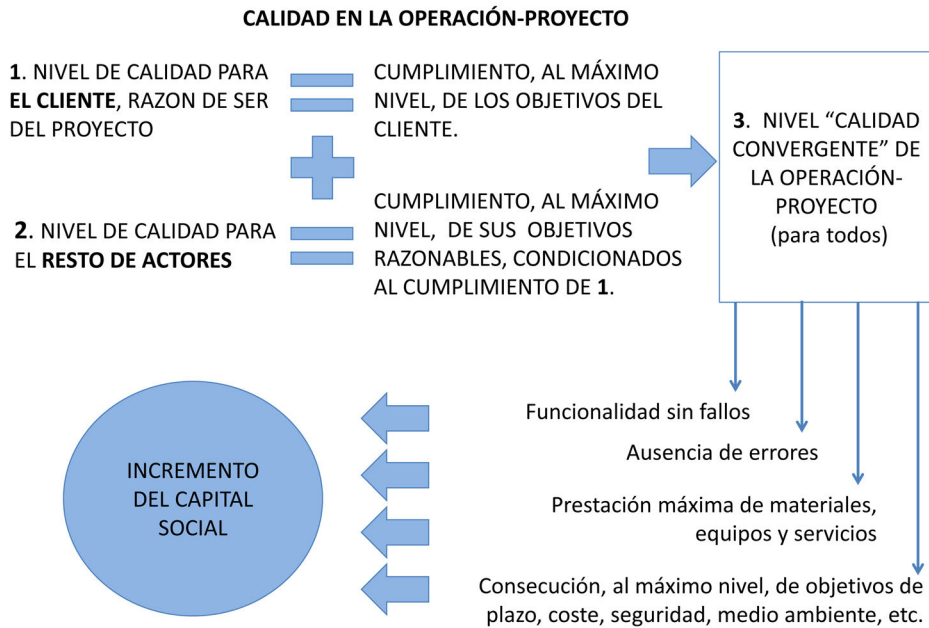 CALIDAD EN LA OPERACIÓN-PROYECTO
1. NIVEL DE CALIDAD PARA
EL CLIENTE, RAZON DE SER
DEL PROYECTO
CUMPLIMIENTO, AL MÁXIMO
NIVEL, DE LOS OBJETIVOS DEL
CLIENTE.
2. NIVEL DE CALIDAD PARA
EL RESTO DE ACTORES
CUMPLIMIENTO, AL MÁXIMO
NIVEL, DE SUS OBJETIVOS
RAZONABLES, CONDICIONADOS
AL CUMPLIMIENTO DE 1.
3. NIVEL “CALIDAD
CONVERGENTE” DE
LA OPERACIÓN-
PROYECTO
(para todos)
Funcionalidad sin fallos
Ausencia de errores
Prestación máxima de materiales,
equipos y servicios
Consecución, al máximo nivel, de objetivos de
plazo, coste, seguridad, medio ambiente, etc.
INCREMENTO
DEL CAPITAL
SOCIAL